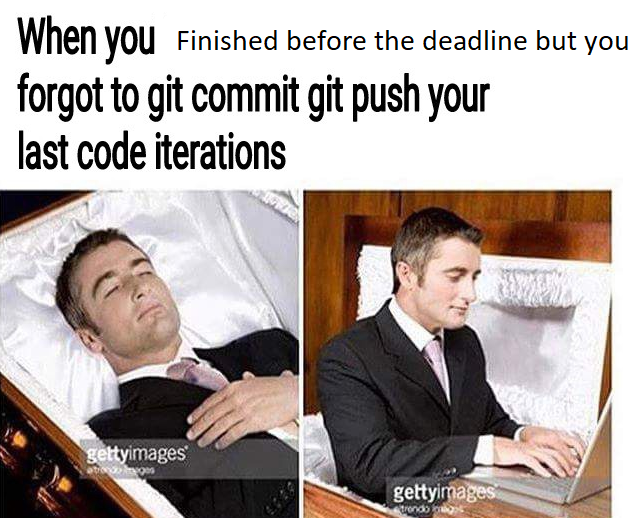 When you Finished before the deadline but you
forgot to git commit git push your
last code iterations
gettyimages®
gettyimages®